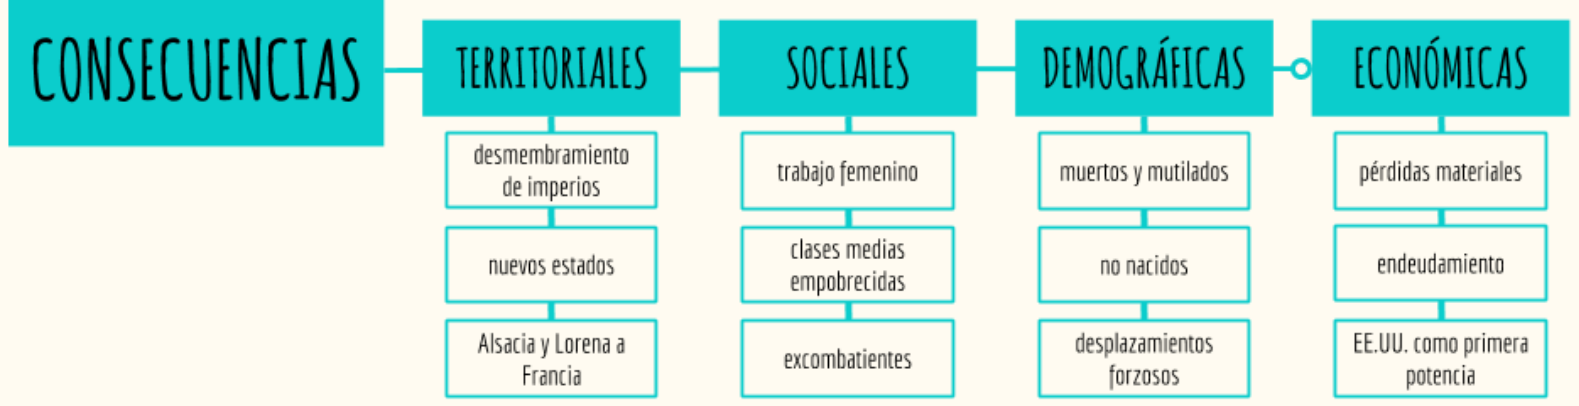 CONSECUENCIAS
TERRITORIALES
desmembramiento
de imperios
nuevos estados
Alsacia y Lorena a
Francia
SOCIALES
trabajo femenino
clases medias
empobrecidas
excombatientes
DEMOGRÁFICAS
muertos y mutilados
no nacidos
desplazamientos
forzosos
ECONÓMICAS
pérdidas materiales
endeudamiento
EE.UU. como primera
potencia